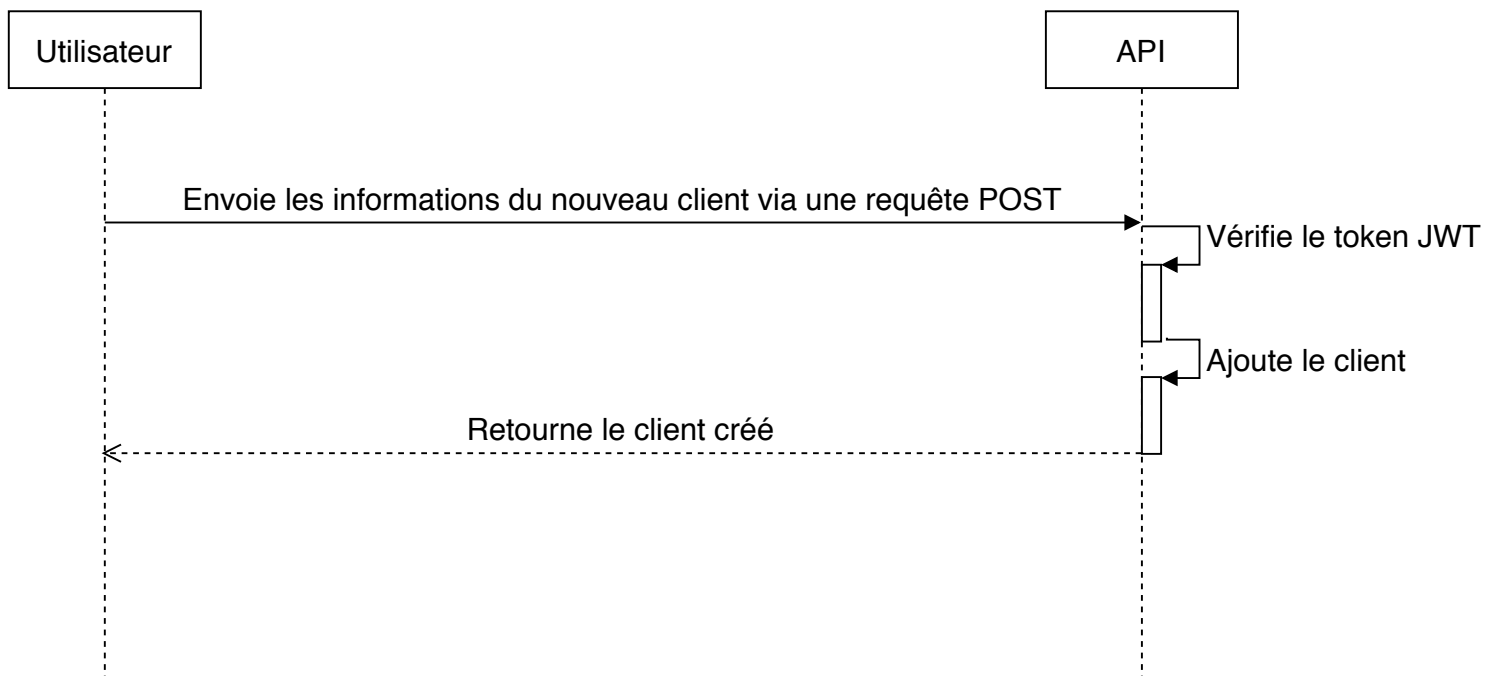 Utilisateur
API
Envoie les informations du nouveau client via une requête POST
Vérifie le token JWT
Ajoute le client
Retourne le client créé